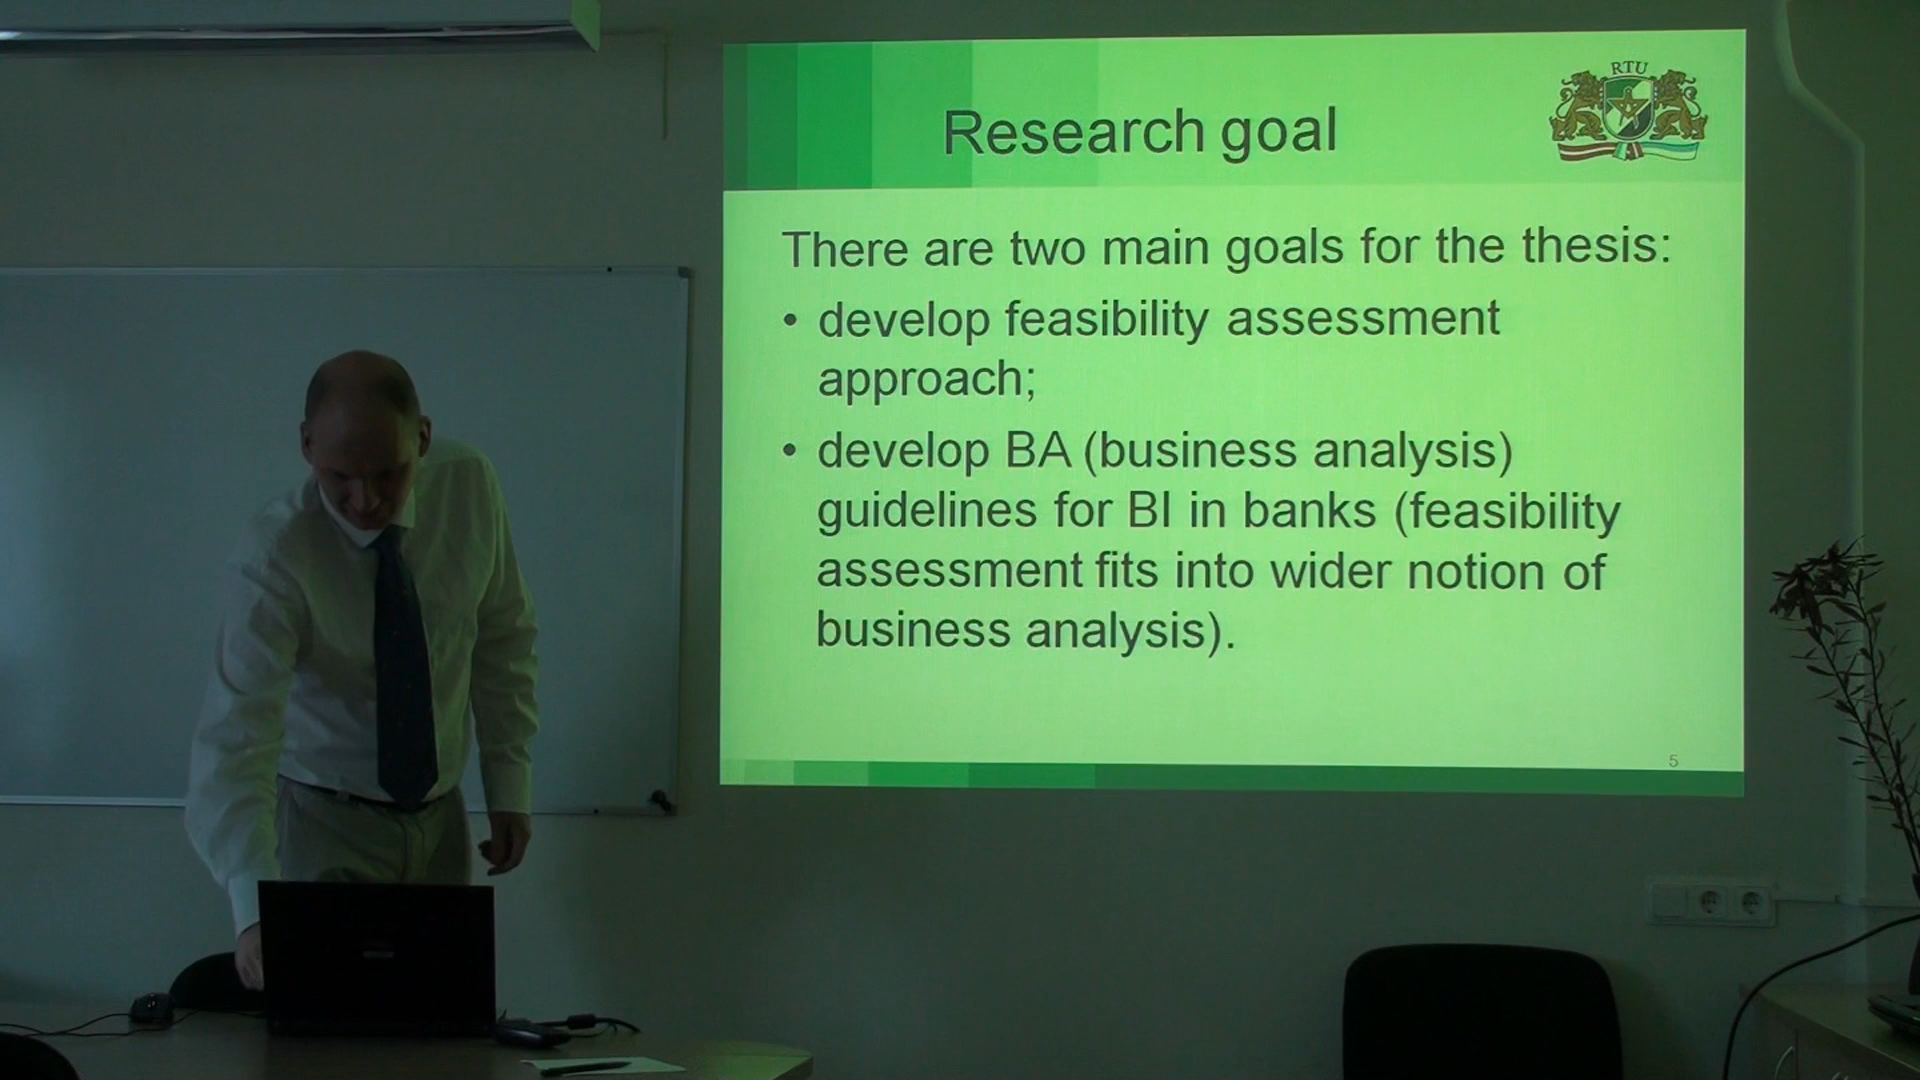 RTU
Research goal
There are two main goals for the thesis:
• develop feasibility assessment
approach;
• develop BA (business analysis)
guidelines for BI in banks (feasibility
assessment fits into wider notion of
business analysis).
5